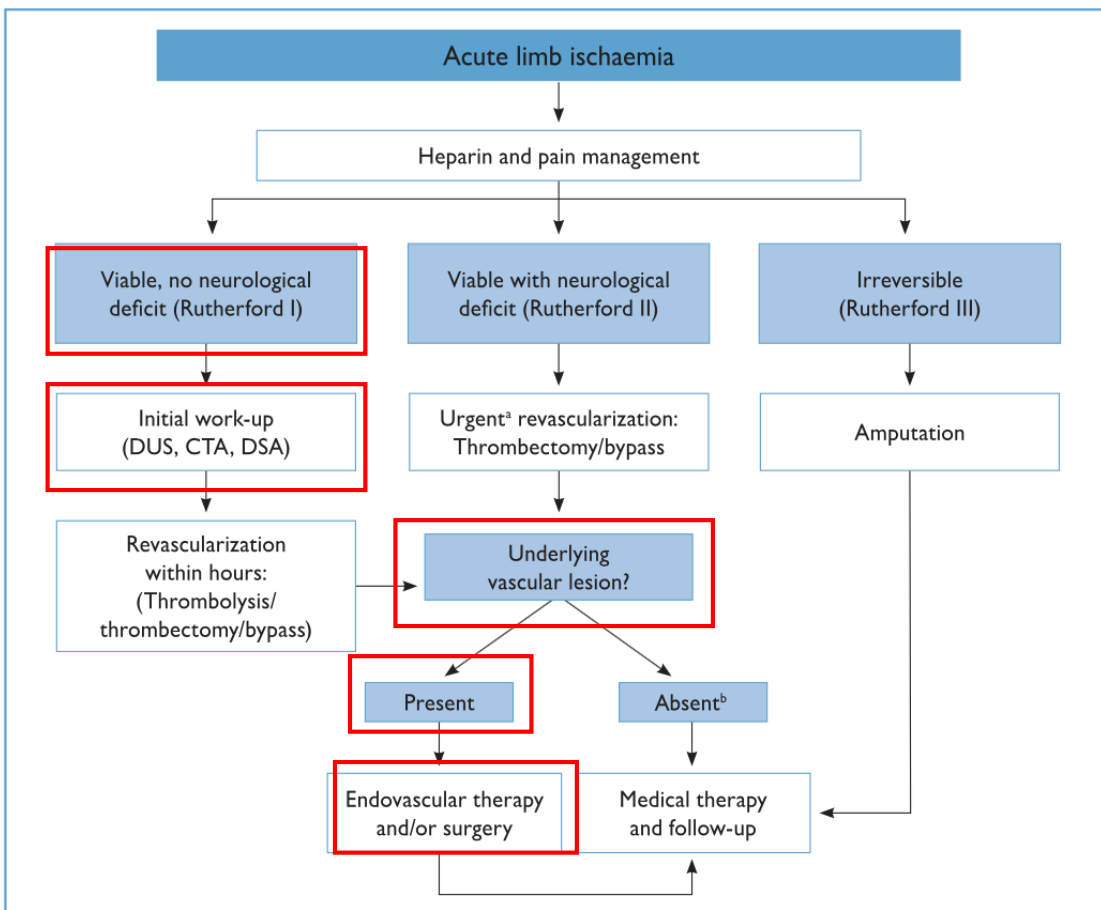 Acute limb ischaemia
Heparin and pain management
Viable, no neurological
deficit (Rutherford I)
Viable with neurological
deficit (Rutherford II)
Irreversible
(Rutherford III)
Initial work-up
(DUS, CTA, DSA)
Urgentᵃ revascularization:
Thrombectomy/bypass
Amputation
Revascularization
within hours:
(Thrombolysis/
thrombectomy/bypass)
Underlying
vascular lesion?
Present
Absentᵇ
Endovascular therapy
and/or surgery
Medical therapy
and follow-up